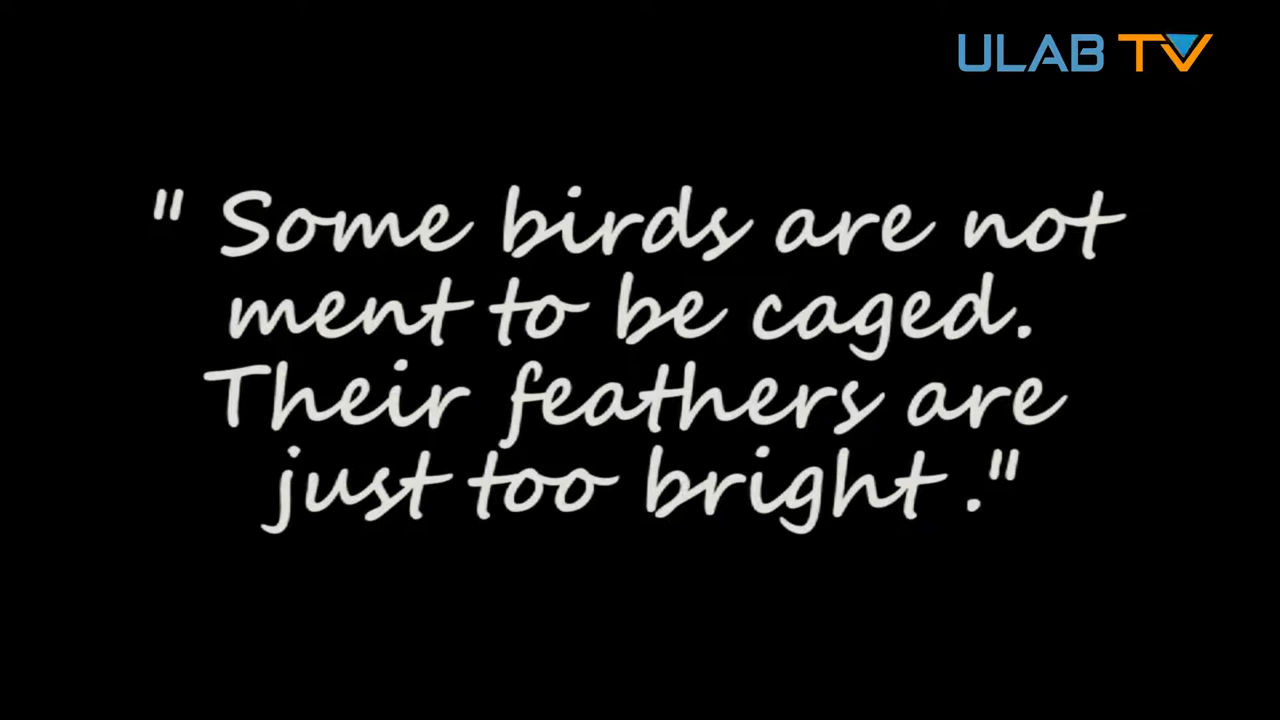 ULAB TV
" Some birds are not
ment to be caged.
Their feathers are
just too bright ."